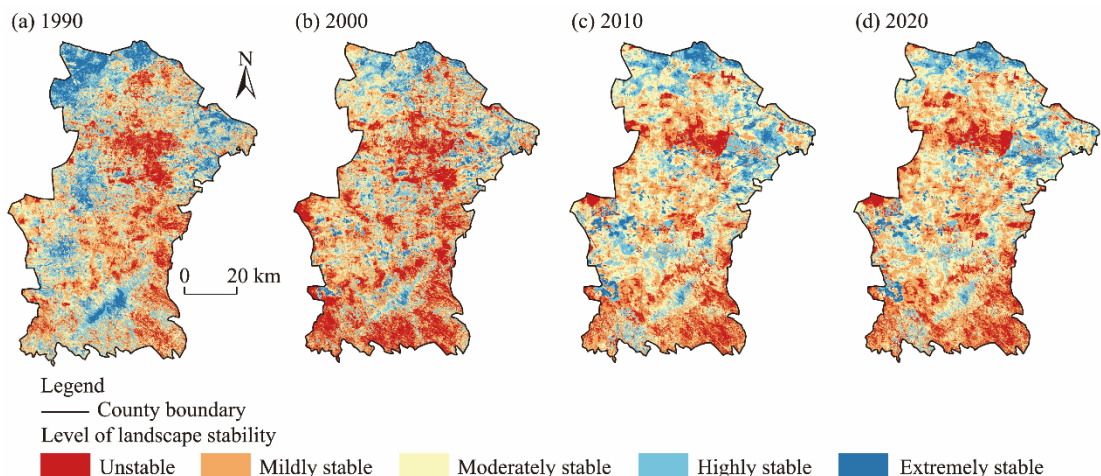 (a) 1990 (b) 2000 (c) 2010 (d) 2020
N
0 20 km
Legend
County boundary
Level of landscape stability
Unstable Mildly stable Moderately stable Highly stable Extremely stable